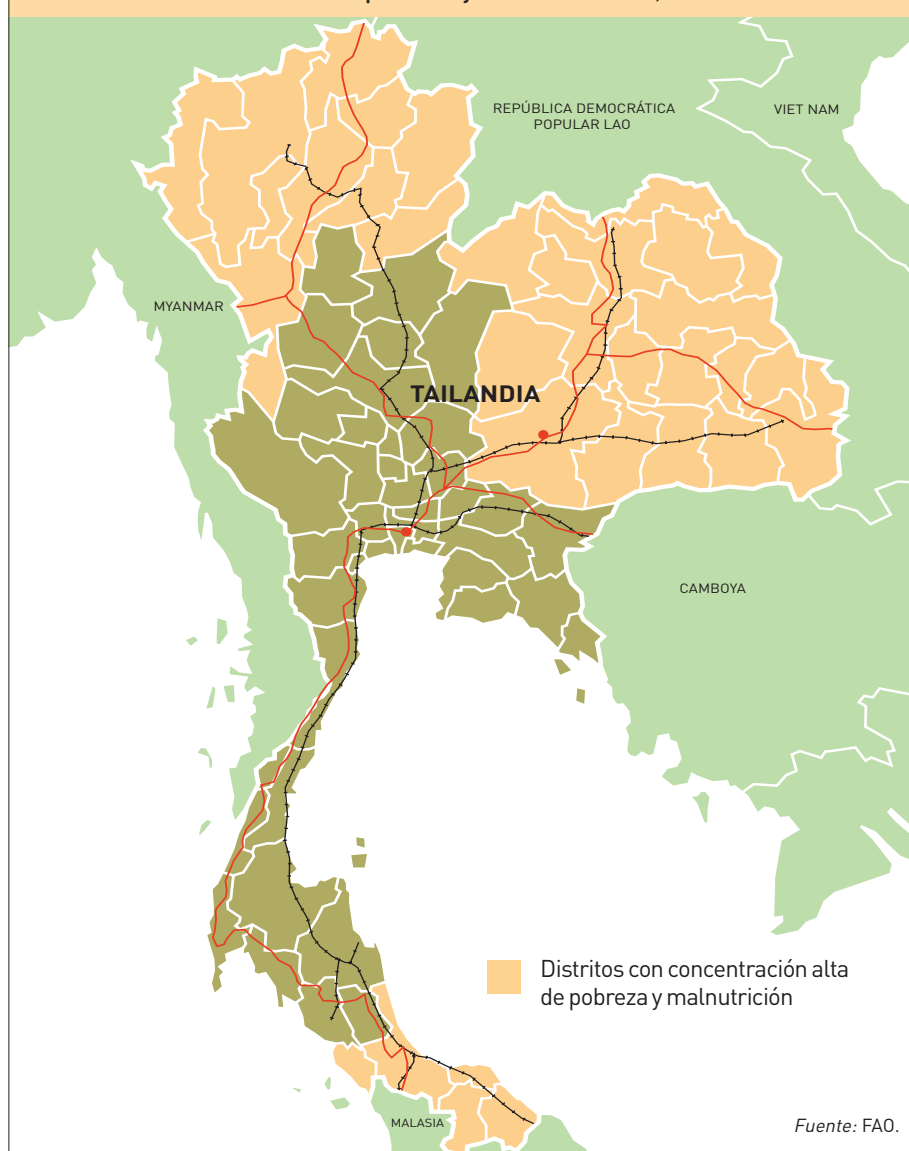 REPÚBLICA DEMOCRÁTICA
POPULAR LAO
VIET NAM
MYANMAR
TAILANDIA
CAMBOYA
Distritos con concentración alta
de pobreza y malnutrición
MALASIA
Fuente: FAO.